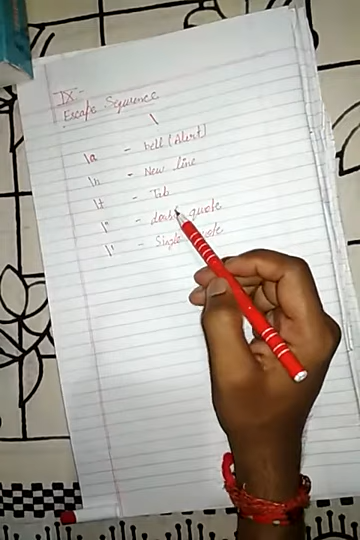 IX -
Escape Sequence
\
\a - bell (Alert)
\n - New line
\t - Tab
\" - double quote
\' - Single quote